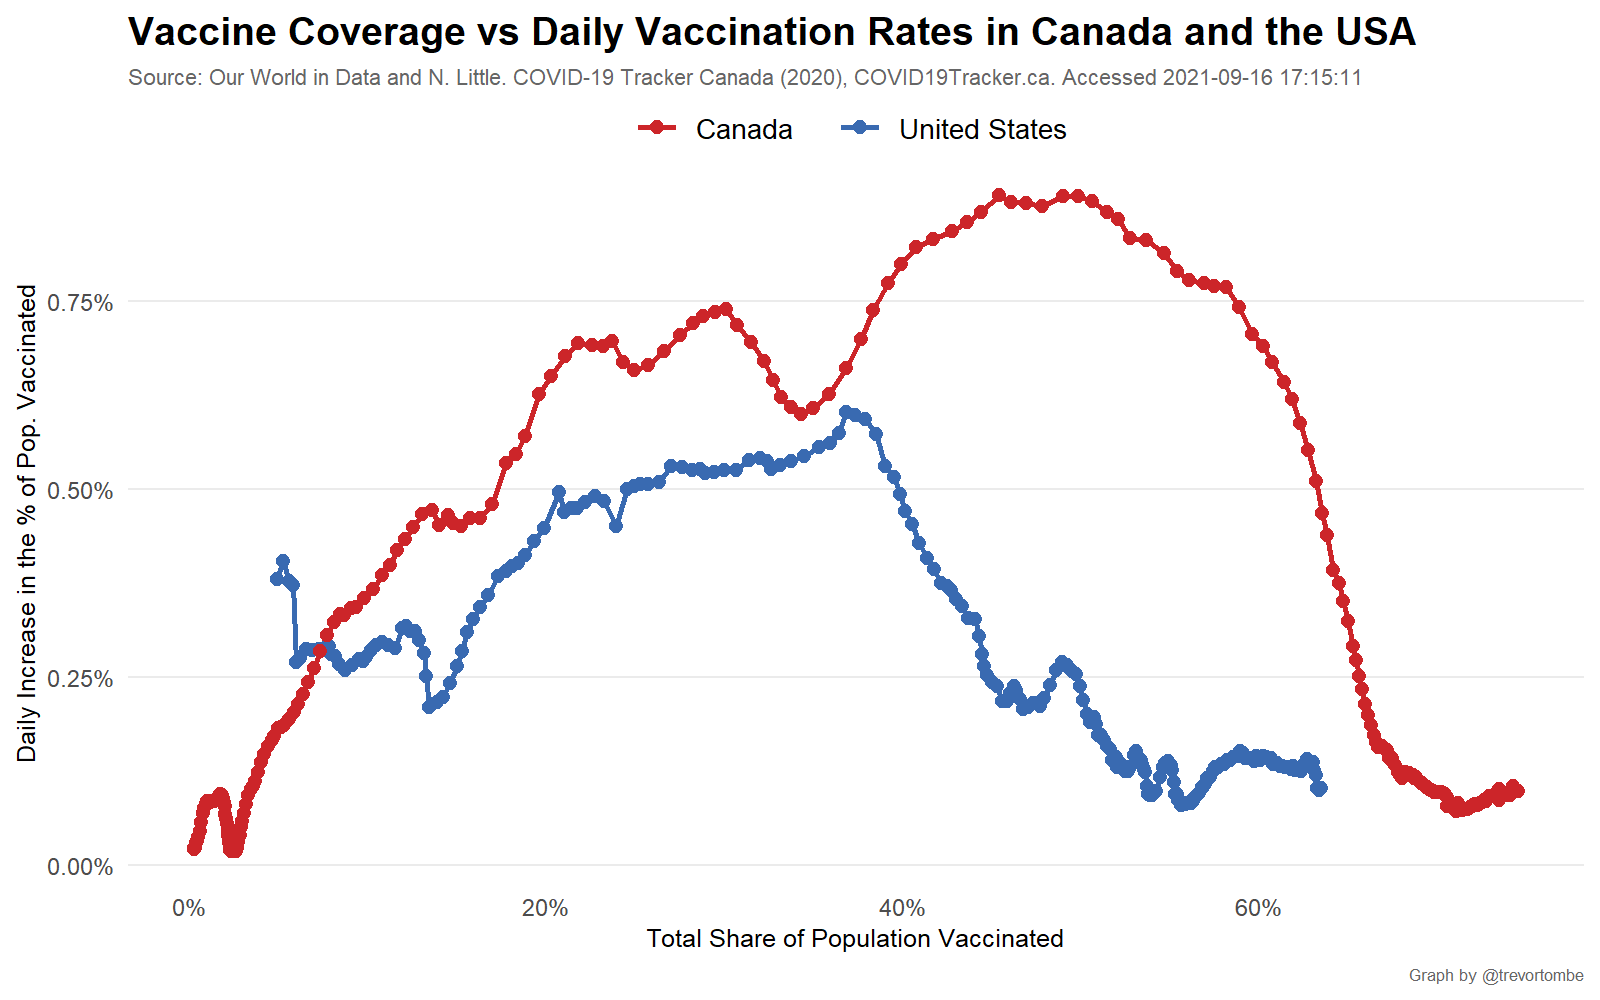 Vaccine Coverage vs Daily Vaccination Rates in Canada and the USA
Source: Our World in Data and N. Little. COVID-19 Tracker Canada (2020), COVID19Tracker.ca. Accessed 2021-09-16 17:15:11
Canada United States
Daily Increase in the % of Pop. Vaccinated
0.75%
0.50%
0.25%
0.00%
0% 20% 40% 60%
Total Share of Population Vaccinated
Graph by @trevortombe